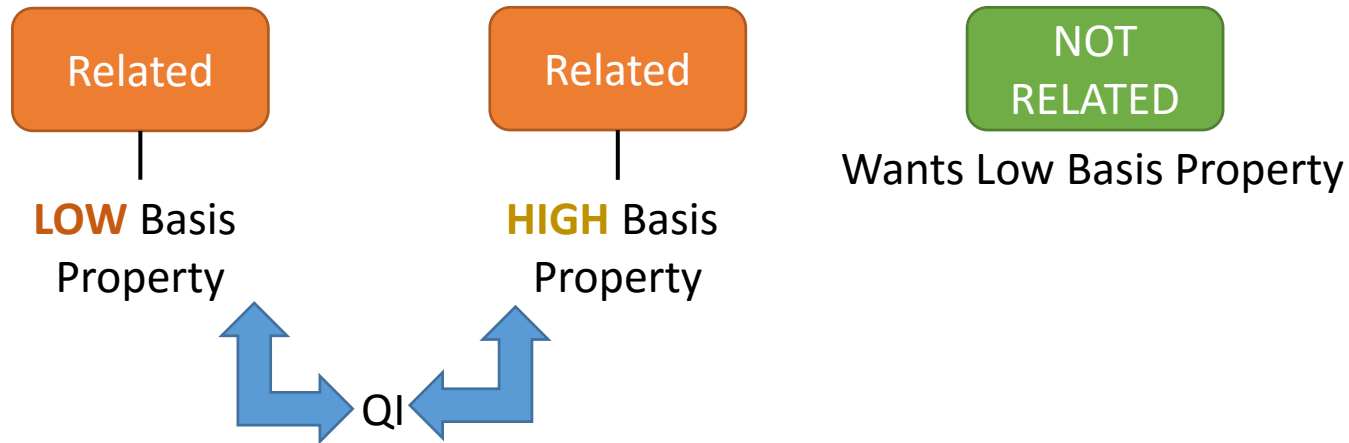 Related
LOW Basis
Property
Related
HIGH Basis
Property
QI
NOT
RELATED
Wants Low Basis Property